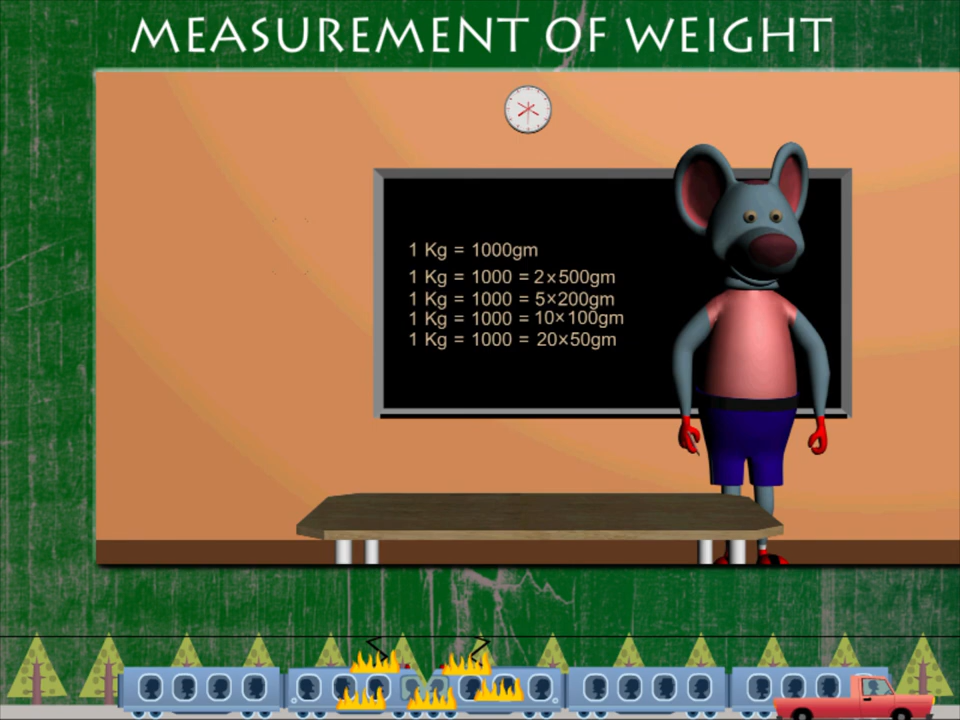 MEASUREMENT OF WEIGHT
1 Kg = 1000gm
1 Kg = 1000 = 2×500gm
1 Kg = 1000 = 5×200gm
1 Kg = 1000 = 10×100gm
1 Kg = 1000 = 20×50gm